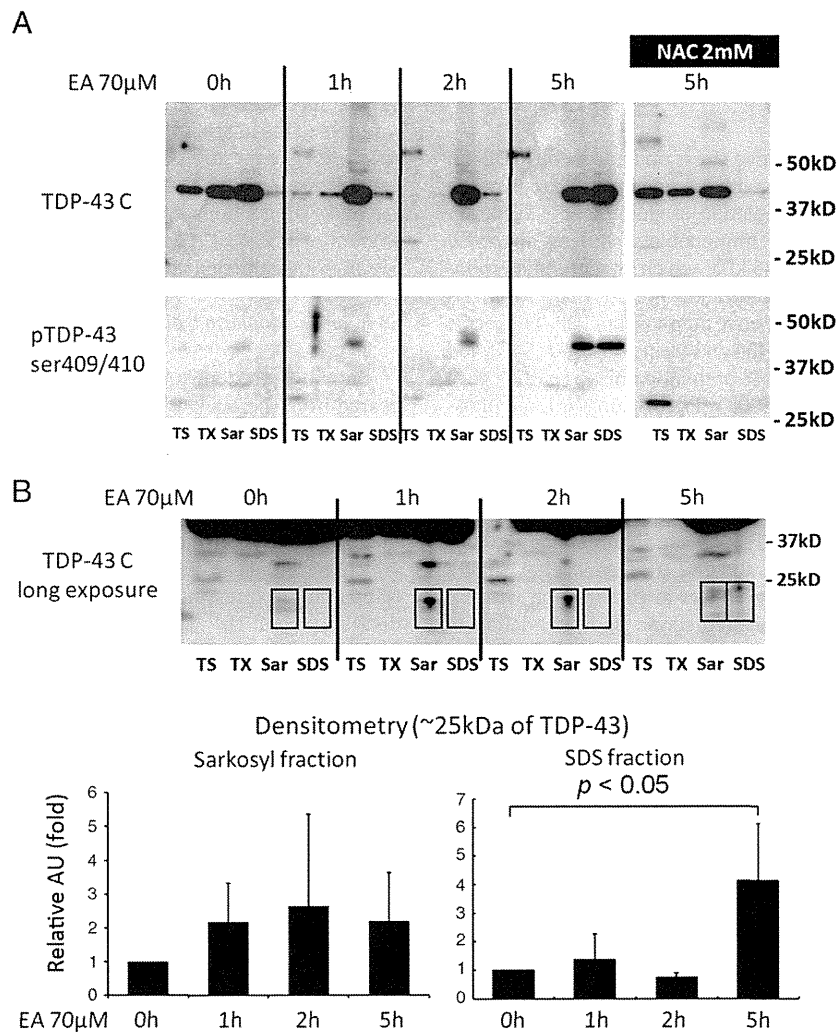 A
NAC 2mM
EA 70μM 0h 1h 2h 5h 5h
- 50kD
TDP-43 C
- 37kD
- 25kD
pTDP-43
ser409/410
- 50kD
- 37kD
- 25kD
TS TX Sar SDS TS TX Sar SDS TS TX Sar SDS TS TX Sar SDS TS TX Sar SDS
B
EA 70μM 0h 1h 2h 5h
TDP-43 C
long exposure
- 37kD
- 25kD
TS TX Sar SDS TS TX Sar SDS TS TX Sar SDS TS TX Sar SDS
Densitometry (~25kDa of TDP-43)
Sarkosyl fraction
SDS fraction
p < 0.05
Relative AU (fold)
6
5
4
3
2
1
0
7
6
5
4
3
2
1
0
EA 70μM 0h 1h 2h 5h 0h 1h 2h 5h